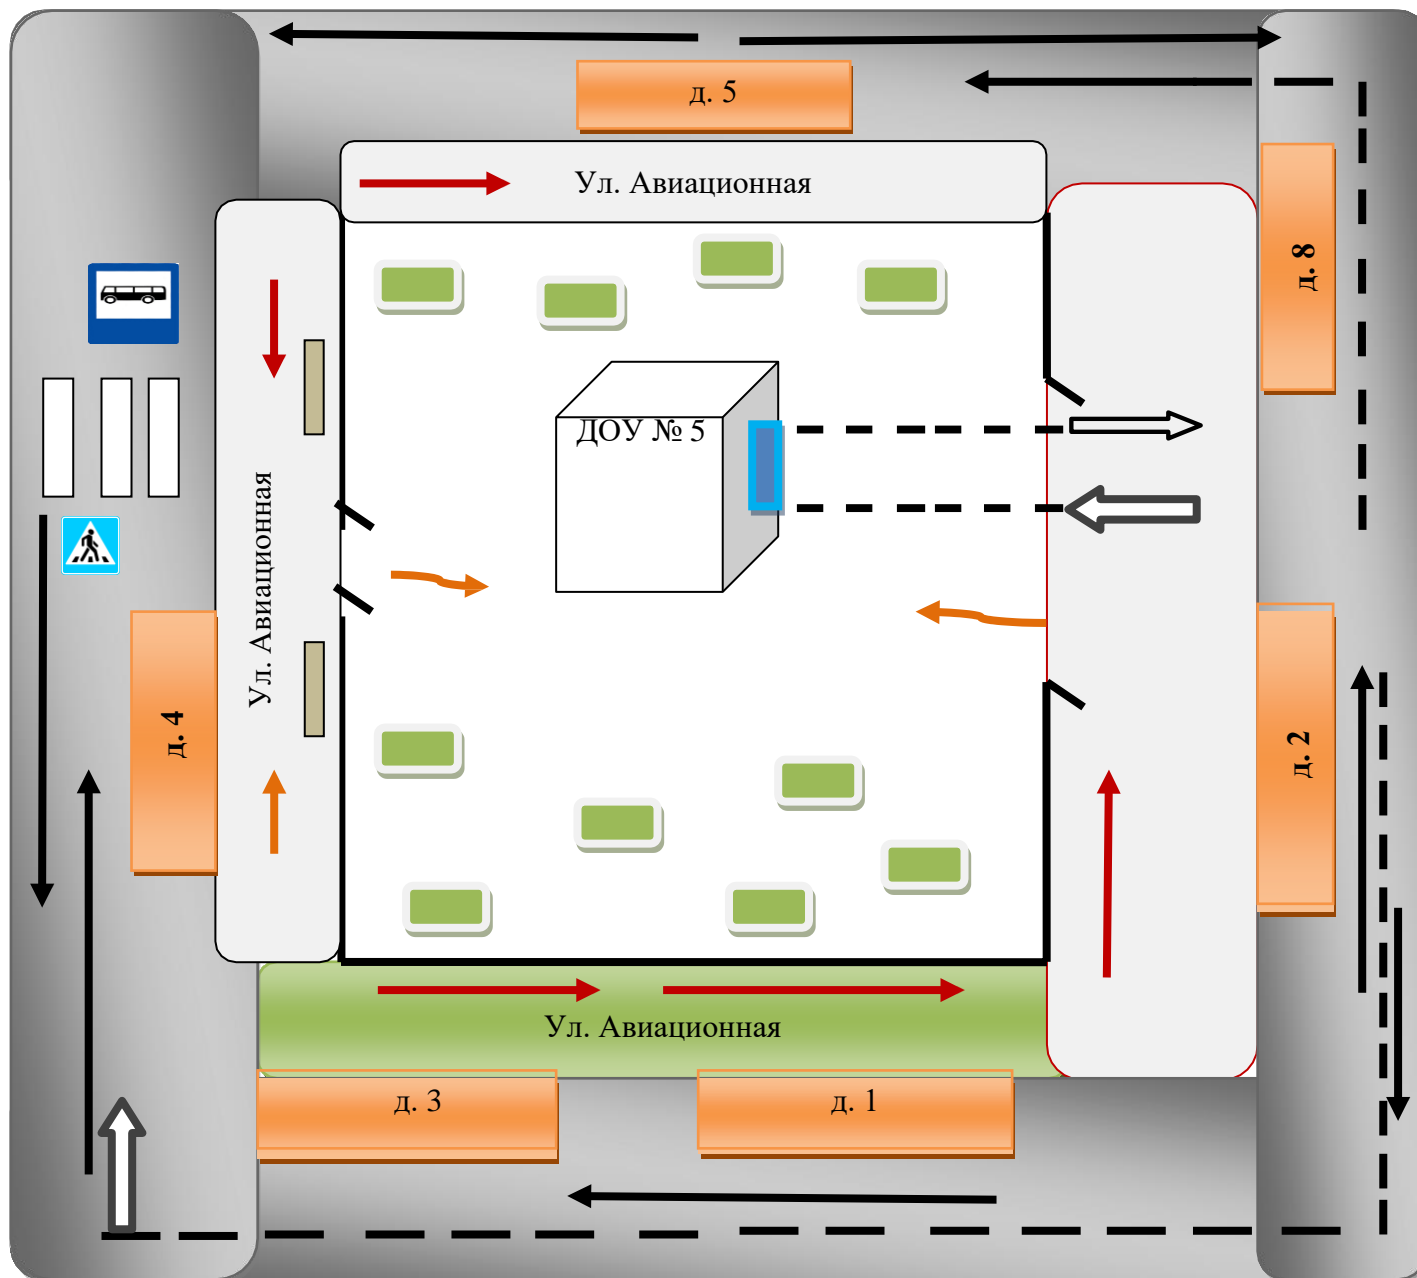 д. 5
Ул. Авиационная
д. 8
ДОУ № 5
Ул. Авиационная
д. 4
д. 2
Ул. Авиационная
д. 3
д. 1